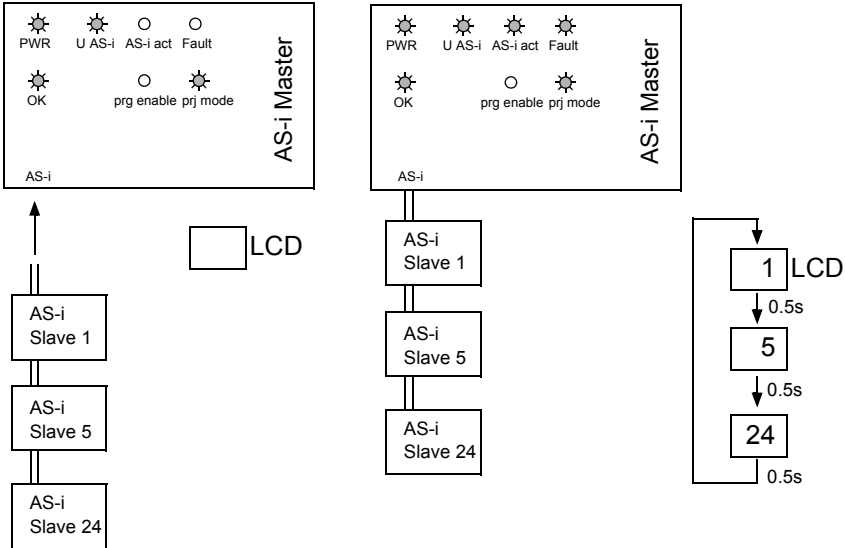 PWR U AS-i AS-i act Fault
OK prg enable prj mode
AS-i Master
AS-i
LCD
AS-i
Slave 1
AS-i
Slave 5
AS-i
Slave 24
PWR U AS-i AS-i act Fault
OK prg enable prj mode
AS-i Master
AS-i
AS-i
Slave 1
AS-i
Slave 5
AS-i
Slave 24
1 LCD
0.5s
5
0.5s
24
0.5s